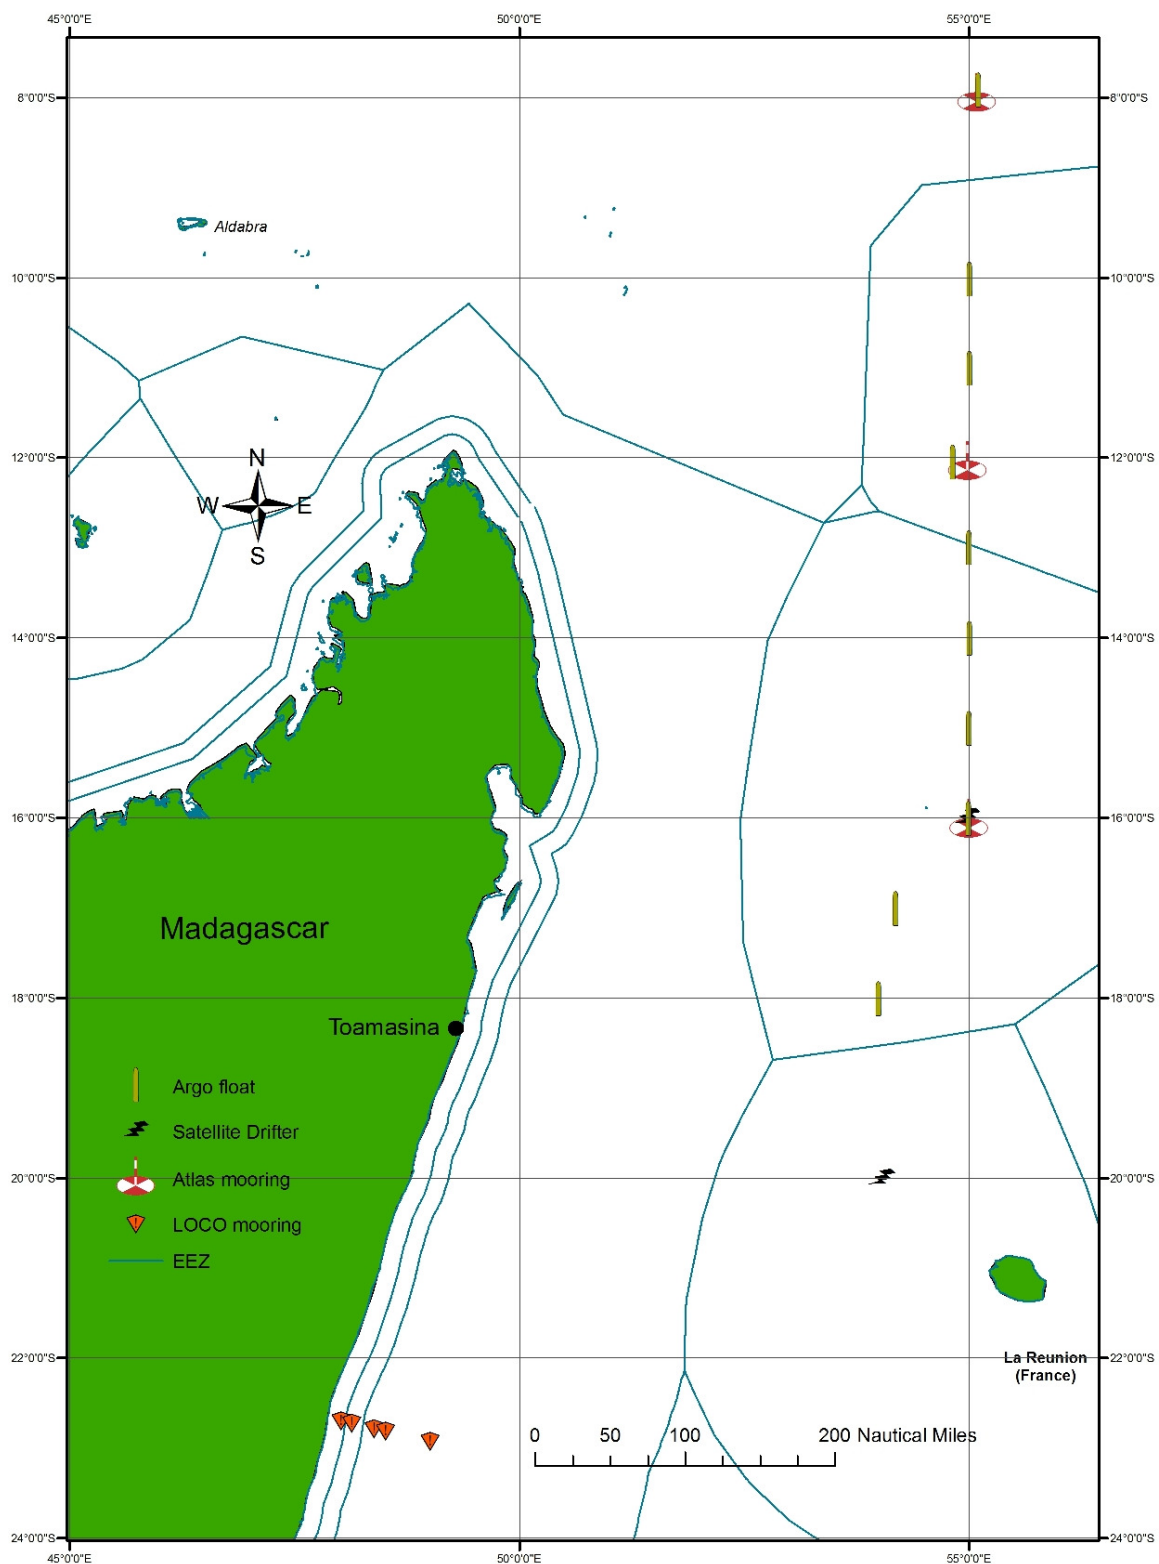 45°0'0"E
50°0'0"E
55°0'0"E
8°0'0"S
8°0'0"S
Aldabra
10°0'0"S
10°0'0"S
N
12°0'0"S
12°0'0"S
W
E
S
14°0'0"S
14°0'0"S
16°0'0"S
16°0'0"S
Madagascar
18°0'0"S
18°0'0"S
Toamasina
Argo float
Satellite Drifter
20°0'0"S
Atlas mooring
20°0'0"S
LOCO mooring
EEZ
22°0'0"S
22°0'0"S
La Reunion
(France)
0
50
100
200 Nautical Miles
24°0'0"S
24°0'0"S
45°0'0"E
50°0'0"E
55°0'0"E